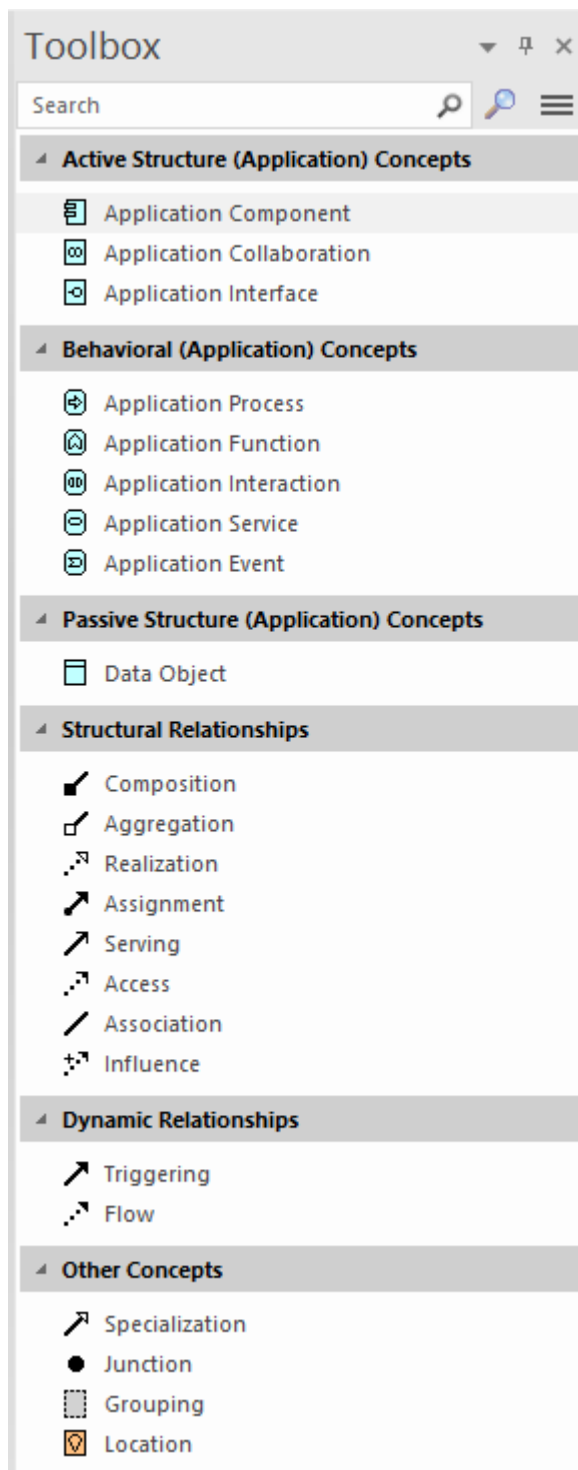 Toolbox
Search
Active Structure (Application) Concepts
Application Component
Application Collaboration
Application Interface
Behavioral (Application) Concepts
Application Process
Application Function
Application Interaction
Application Service
Application Event
Passive Structure (Application) Concepts
Data Object
Structural Relationships
Composition
Aggregation
Realization
Assignment
Serving
Access
Association
Influence
Dynamic Relationships
Triggering
Flow
Other Concepts
Specialization
Junction
Grouping
Location